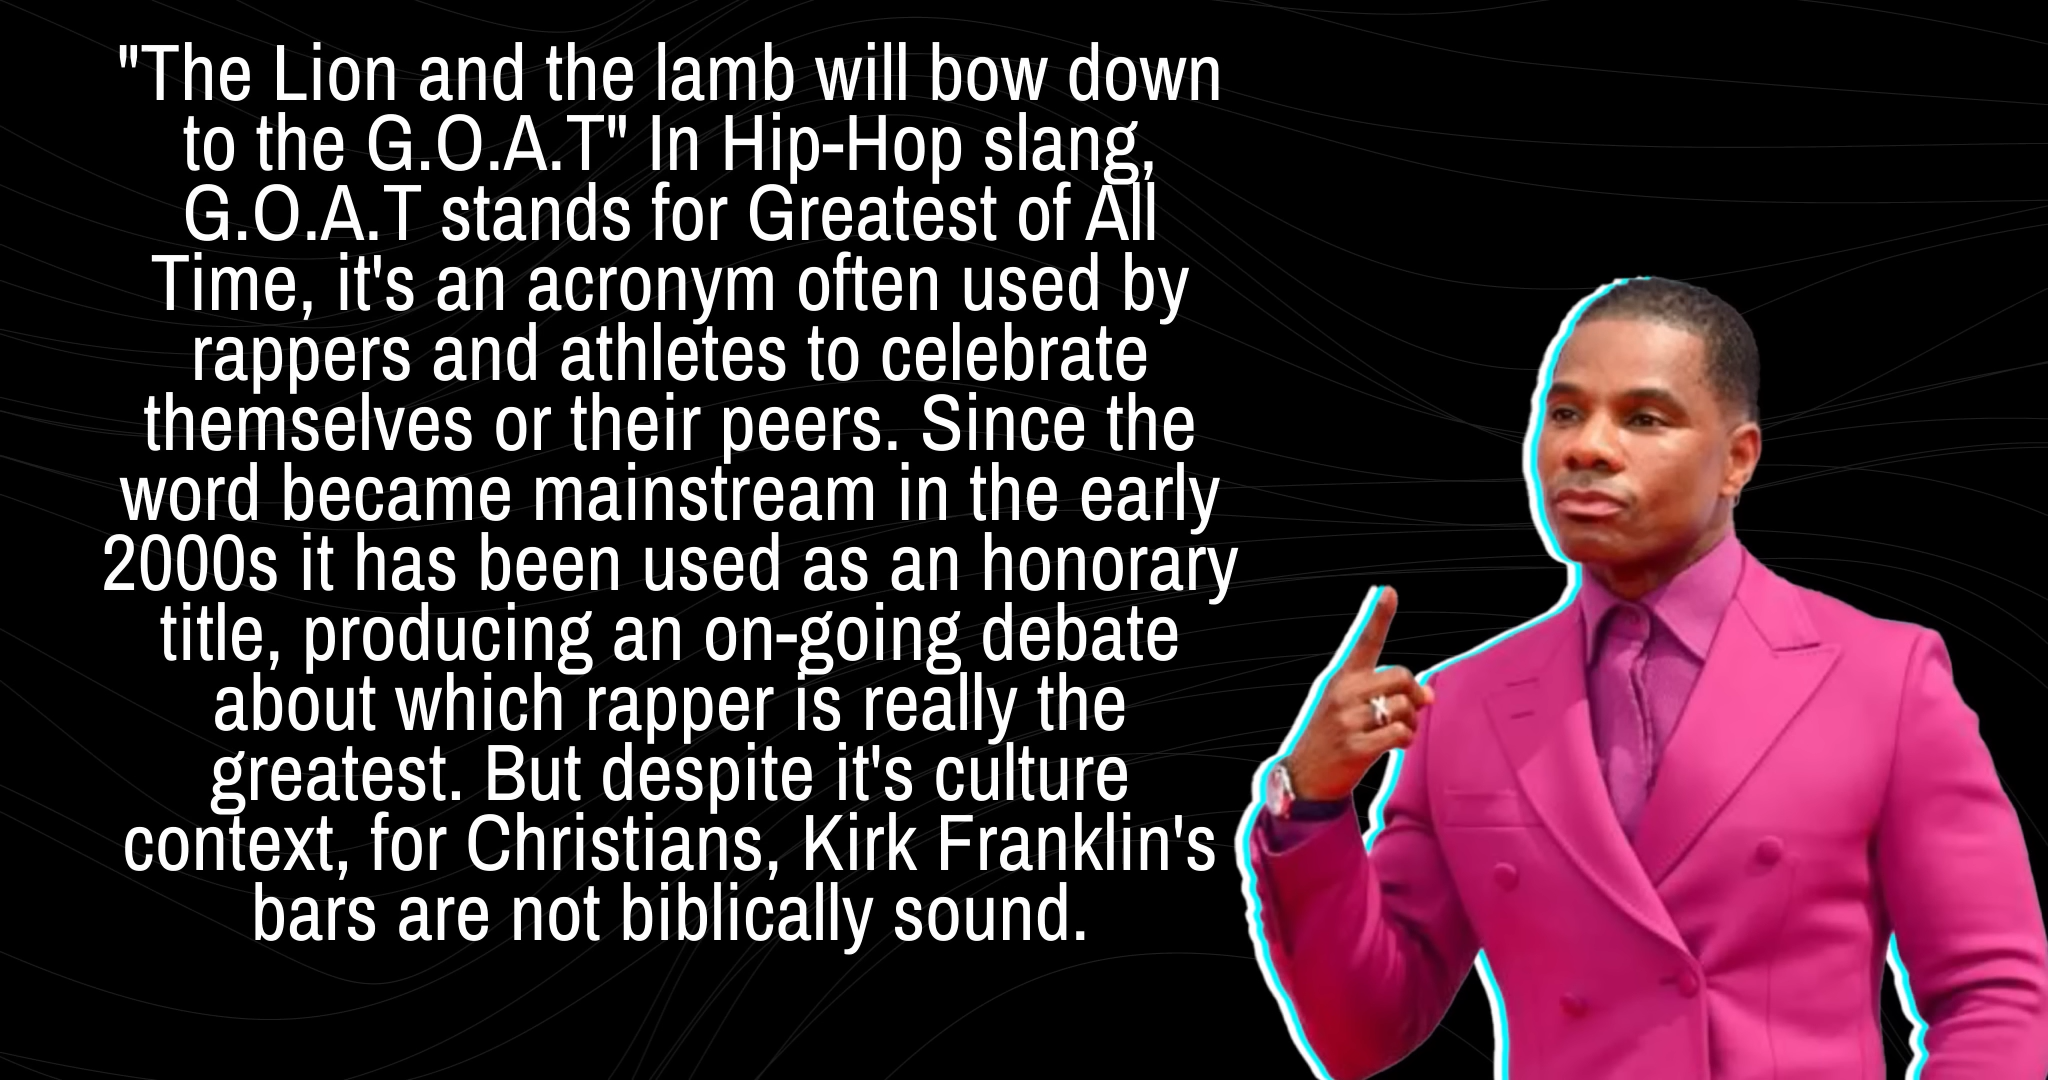 "The Lion and the lamb will bow down
to the G.O.A.T" In Hip-Hop slang,
G.O.A.T stands for Greatest of All
Time, it's an acronym often used by
rappers and athletes to celebrate
themselves or their peers. Since the
word became mainstream in the early
2000s it has been used as an honorary
title, producing an on-going debate
about which rapper is really the
greatest. But despite it's culture
context, for Christians, Kirk Franklin's
bars are not biblically sound.